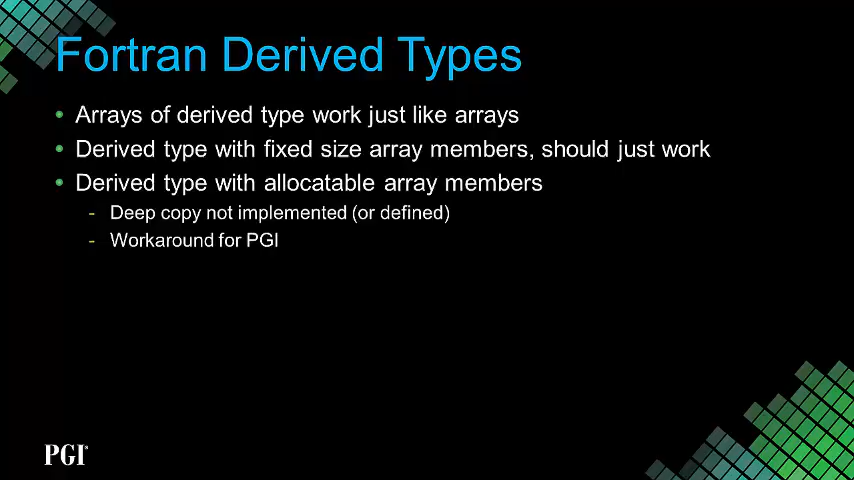 Fortran Derived Types
• Arrays of derived type work just like arrays
• Derived type with fixed size array members, should just work
• Derived type with allocatable array members
- Deep copy not implemented (or defined)
- Workaround for PGI
PGI®